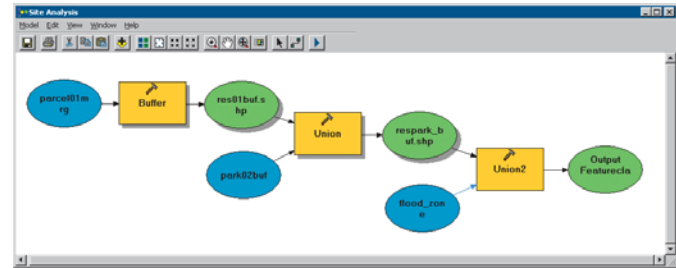 Site Analysis
Model Edit View Window Help
parcel01m
rg
Buffer
res01buf.s
hp
Union
park02buf
respark_b
uf.shp
Union2
flood_zon
e
Output
FeatureCla